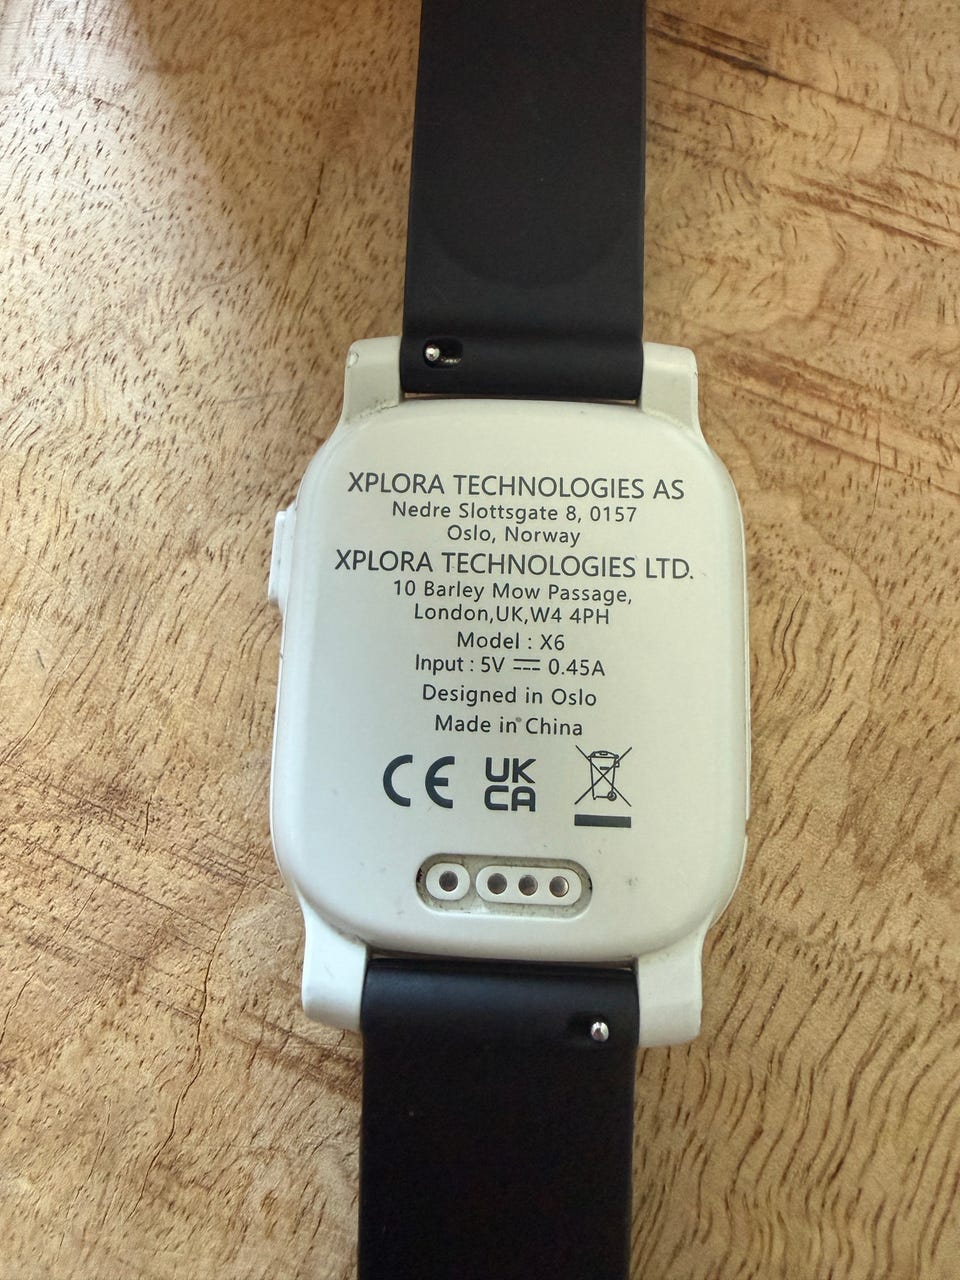 XPLORA TECHNOLOGIES AS
Nedre Slottsgate 8, 0157
Oslo, Norway
XPLORA TECHNOLOGIES LTD.
10 Barley Mow Passage,
London,UK,W4 4PH
Model : X6
Input : 5V ⎓ 0.45A
Designed in Oslo
Made in China
CE UK CA